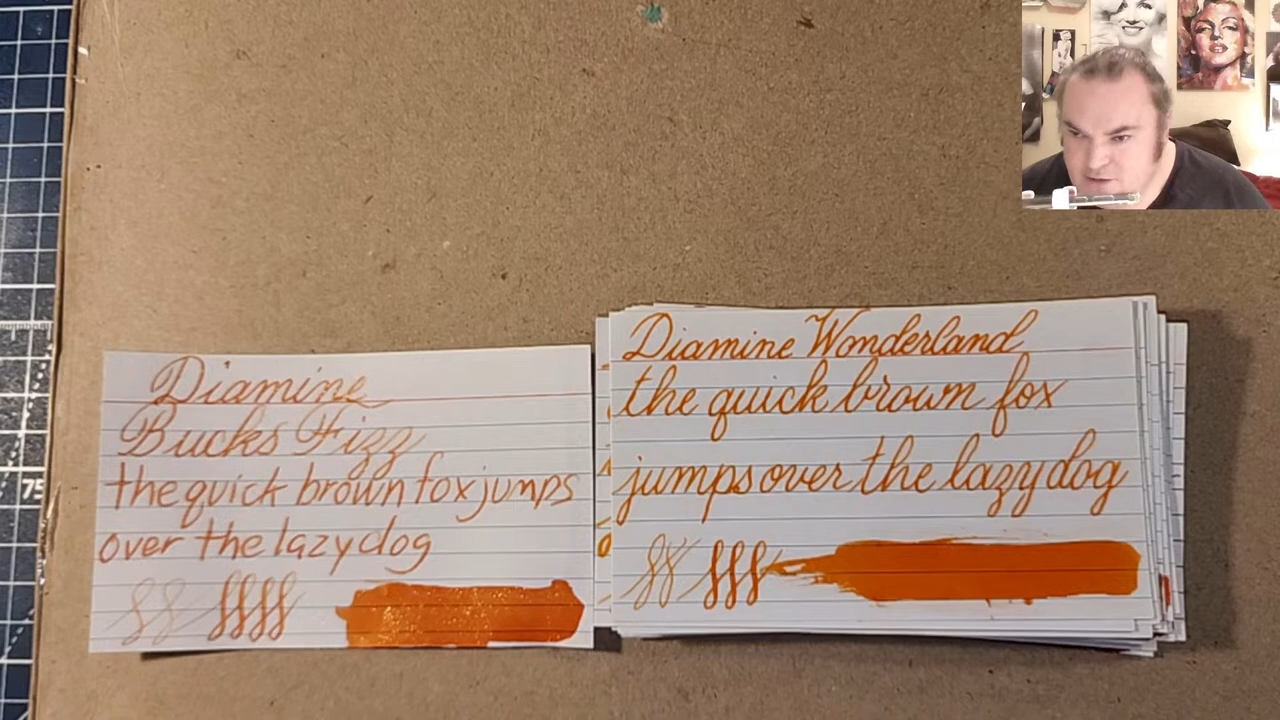 Diamine
Bucks Fizz
the quick brown fox jumps
over the lazy dog
Diamine Wonderland
the quick brown fox
jumps over the lazy dog
75